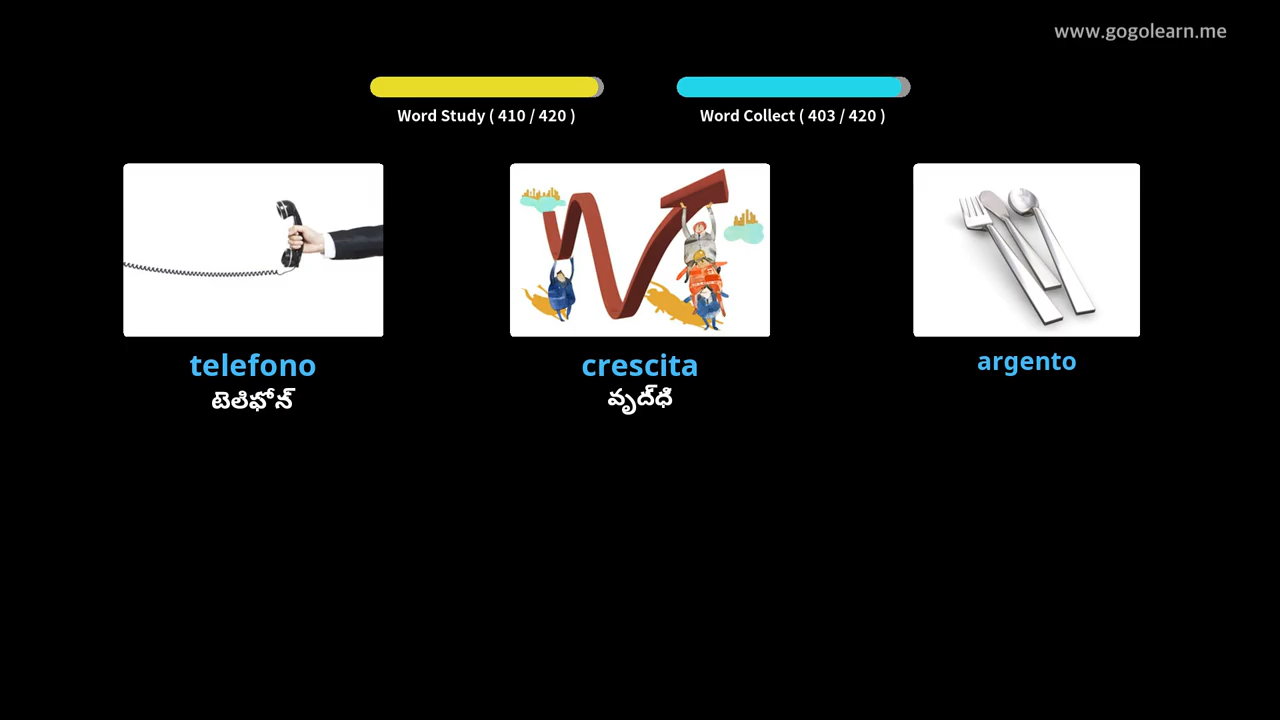 www.gogolearn.me
Word Study ( 410 / 420 )
Word Collect ( 403 / 420 )
telefono
టెలిఫోన్
crescita
వృద్ధి
argento